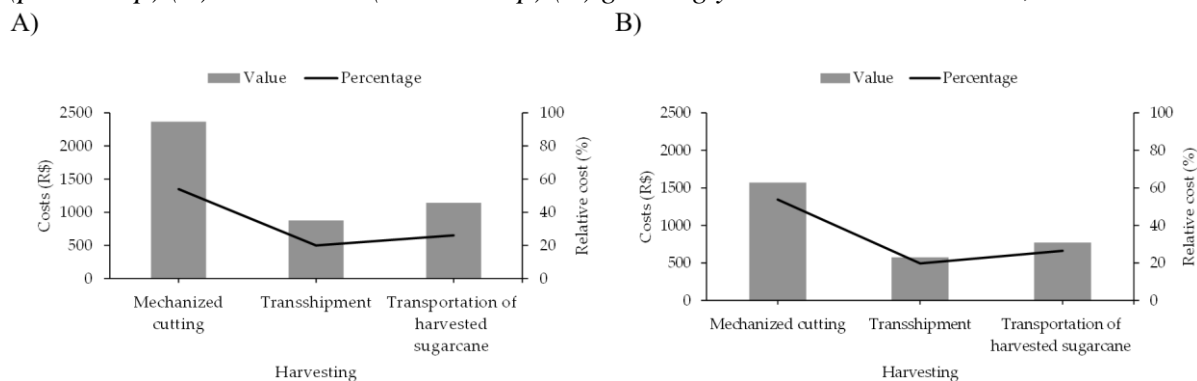 A)
B)
Value Percentage
2500
2000
1500
1000
500
0
Costs (R$)
100
80
60
40
20
0
Relative cost (%)
Mechanized
cutting
Transshipment
Transportation of
harvested
sugarcane
Harvesting
Value Percentage
2500
2000
1500
1000
500
0
Costs (R$)
100
80
60
40
20
0
Relative cost (%)
Mechanized cutting
Transshipment
Transportation of
harvested sugarcane
Harvesting